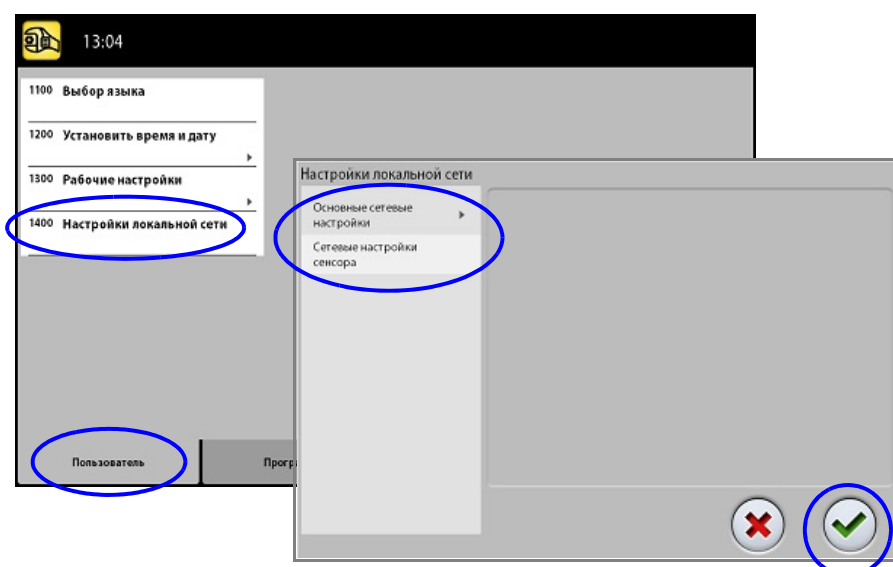 13:04
1100 Выбор языка
1200 Установить время и дату
1300 Рабочие настройки
1400 Настройки локальной сети
Настройки локальной сети
Основные сетевые
настройки
Сетевые настройки
сенсора
Пользователь
Прогр